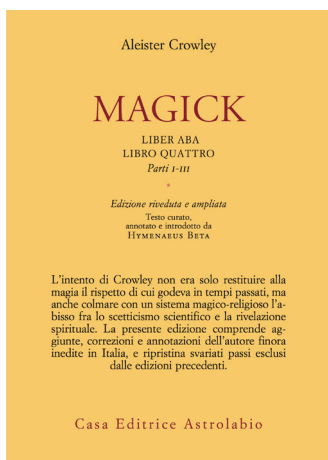 Aleister Crowley
MAGICK
LIBER ABA
LIBRO QUATTRO
Parti I-III
*
Edizione riveduta e ampliata
Testo curato,
annotato e introdotto da
HYMENAEUS BETA
L'intento di Crowley non era solo restituire alla
magia il rispetto di cui godeva in tempi passati, ma
anche colmare con un sistema magico-religioso l'a-
bisso fra lo scetticismo scientifico e la rivelazione
spirituale. La presente edizione comprende ag-
giunte, correzioni e annotazioni dell'autore finora
inedite in Italia, e ripristina svariati passi esclusi
dalle edizioni precedenti.
Casa Editrice Astrolabio